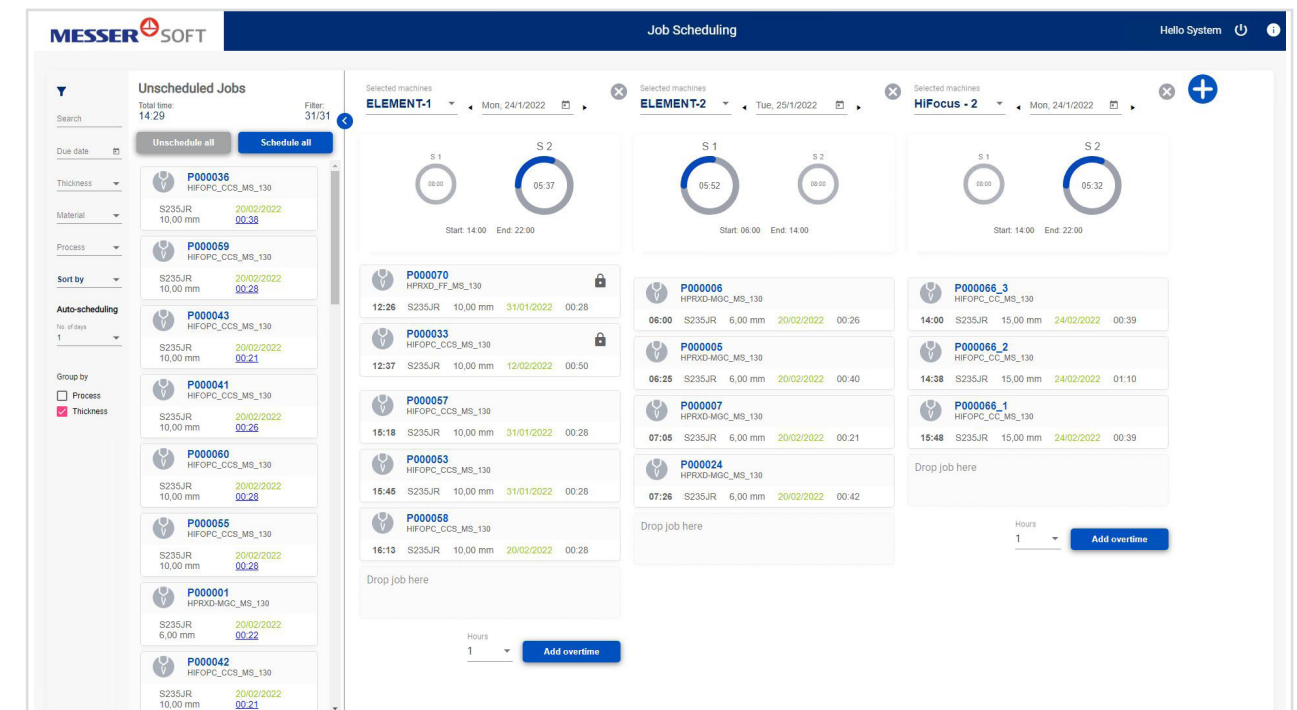 MESSER SOFT
Job Scheduling
Hello System
Search
Due date
Thickness
Material
Process
Sort by
Auto-scheduling
No. of days
1
Group by
Process
Thickness
Unscheduled Jobs
Total time: Filter:
14:29 31/31
Unschedule all Schedule all
P000036
HIFOPC_CCS_MS_130
S235JR 20/02/2022
10,00 mm 00:38
P000059
HIFOPC_CCS_MS_130
S235JR 20/02/2022
10,00 mm 00:28
P000043
HIFOPC_CCS_MS_130
S235JR 20/02/2022
10,00 mm 00:21
P000041
HIFOPC_CCS_MS_130
S235JR 20/02/2022
10,00 mm 00:26
P000060
HIFOPC_CCS_MS_130
S235JR 20/02/2022
10,00 mm 00:28
P000055
HIFOPC_CCS_MS_130
S235JR 20/02/2022
10,00 mm 00:28
P000001
HPRXD-MGC_MS_130
S235JR 20/02/2022
6,00 mm 00:22
P000042
HIFOPC_CCS_MS_130
S235JR 20/02/2022
10,00 mm 00:21
Selected machines
ELEMENT-1 Mon, 24/1/2022
S 1 S 2
08:00 05:37
Start: 14:00 End: 22:00
P000070
HPRXD_FF_MS_130
12:26 S235JR 10,00 mm 31/01/2022 00:28
P000033
HIFOPC_CCS_MS_130
12:37 S235JR 10,00 mm 12/02/2022 00:50
P000057
HIFOPC_CCS_MS_130
15:18 S235JR 10,00 mm 31/01/2022 00:28
P000053
HIFOPC_CCS_MS_130
15:45 S235JR 10,00 mm 31/01/2022 00:28
P000058
HIFOPC_CCS_MS_130
16:13 S235JR 10,00 mm 20/02/2022 00:28
Drop job here
Hours
1 Add overtime
Selected machines
ELEMENT-2 Tue, 25/1/2022
S 1 S 2
05:52 08:00
Start: 06:00 End: 14:00
P000006
HPRXD-MGC_MS_130
06:00 S235JR 6,00 mm 20/02/2022 00:26
P000005
HPRXD-MGC_MS_130
06:25 S235JR 6,00 mm 20/02/2022 00:40
P000007
HPRXD-MGC_MS_130
07:05 S235JR 6,00 mm 20/02/2022 00:21
P000024
HPRXD-MGC_MS_130
07:26 S235JR 6,00 mm 20/02/2022 00:42
Drop job here
Selected machines
HiFocus - 2 Mon, 24/1/2022
S 1 S 2
08:00 05:32
Start: 14:00 End: 22:00
P000066_3
HIFOPC_CC_MS_130
14:00 S235JR 15,00 mm 24/02/2022 00:39
P000066_2
HIFOPC_CC_MS_130
14:38 S235JR 15,00 mm 24/02/2022 01:10
P000066_1
HIFOPC_CC_MS_130
15:48 S235JR 15,00 mm 24/02/2022 00:39
Drop job here
Hours
1 Add overtime